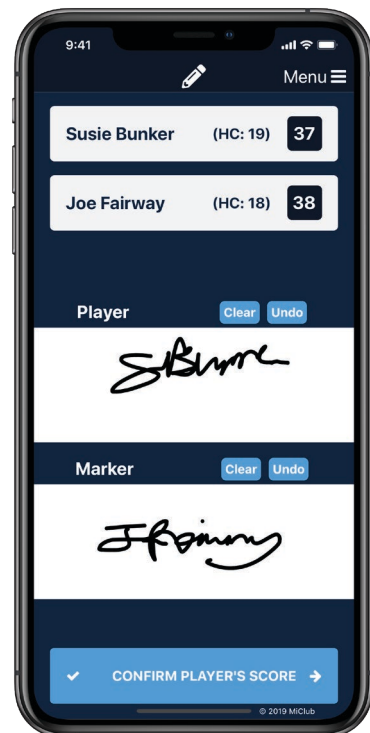 9:41
Menu
Susie Bunker (HC: 19) 37
Joe Fairway (HC: 18) 38
Player Clear Undo
Marker Clear Undo
CONFIRM PLAYER'S SCORE
© 2019 MiClub